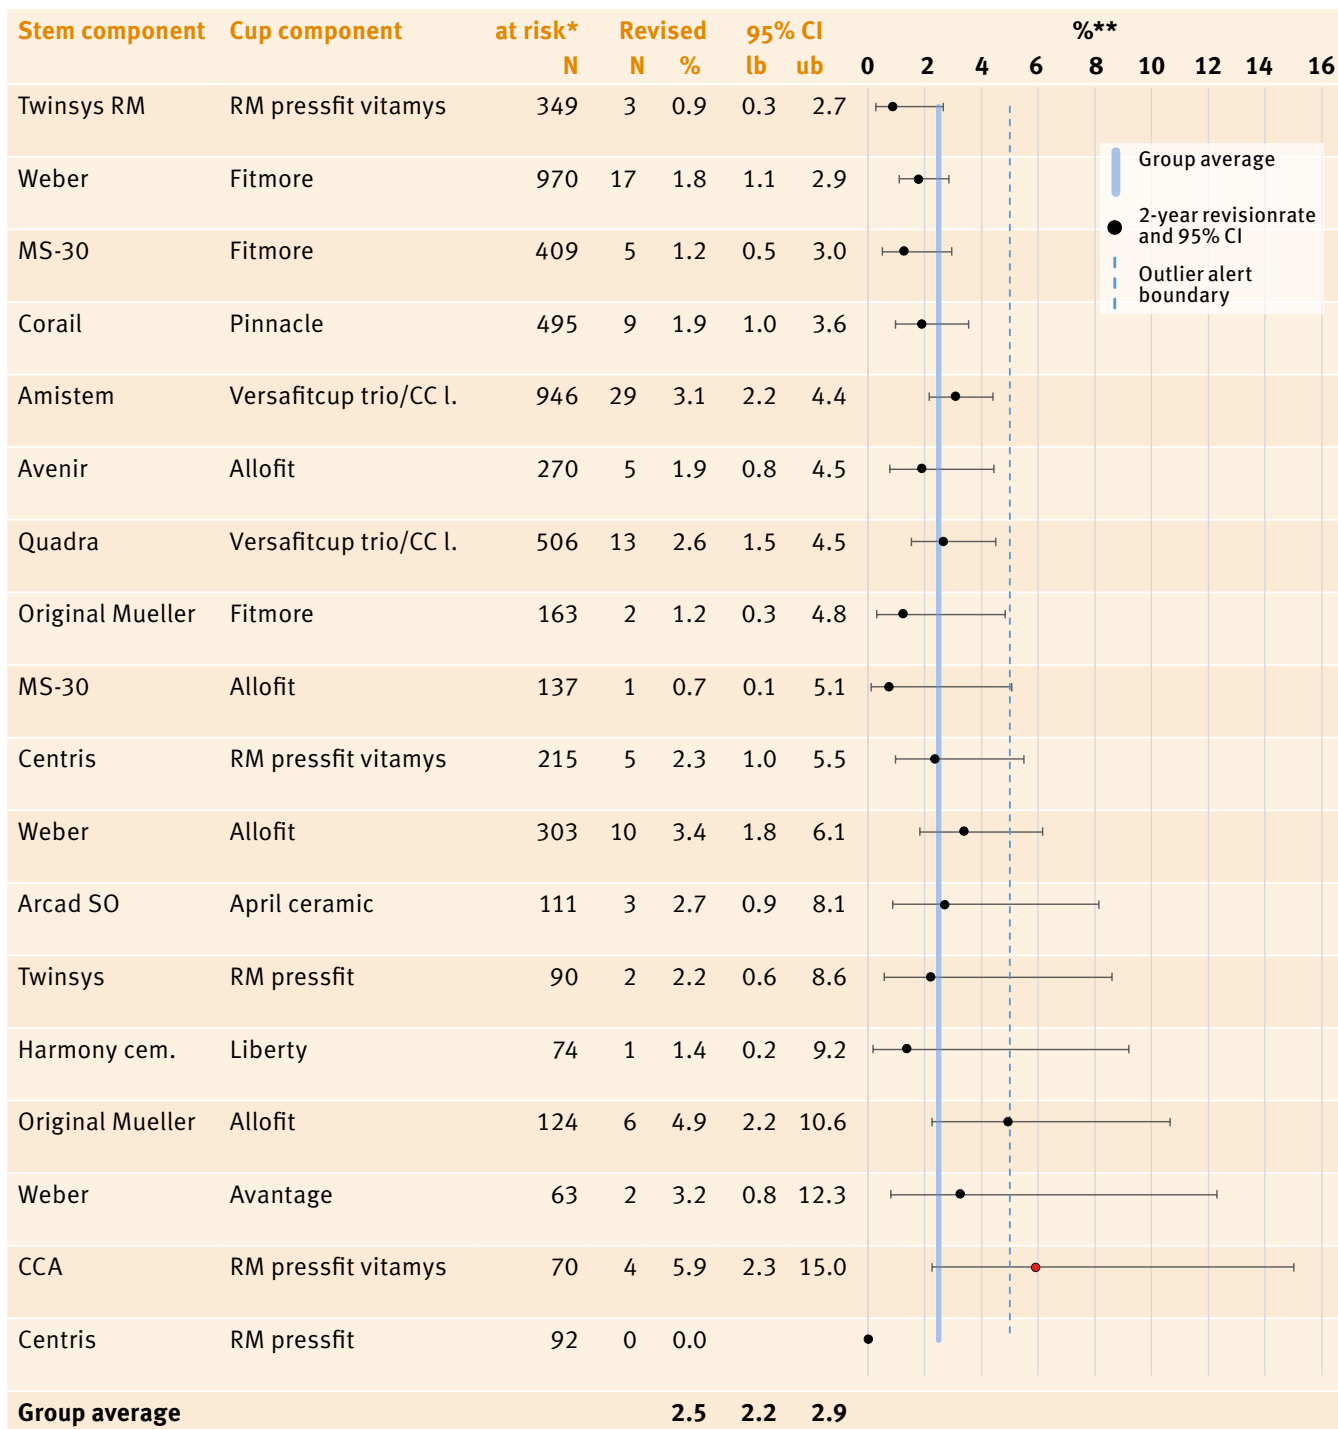 Stem component Cup component at risk* Revised 95% CI %**
N N % lb ub 0 2 4 6 8 10 12 14 16
Twinsys RM RM pressfit vitamys 349 3 0.9 0.3 2.7
Group average
Weber Fitmore 970 17 1.8 1.1 2.9
2-year revisionrate
and 95% CI
MS-30 Fitmore 409 5 1.2 0.5 3.0
Outlier alert
boundary
Corail Pinnacle 495 9 1.9 1.0 3.6
Amistem Versafitcup trio/CC l. 946 29 3.1 2.2 4.4
Avenir Allofit 270 5 1.9 0.8 4.5
Quadra Versafitcup trio/CC l. 506 13 2.6 1.5 4.5
Original Mueller Fitmore 163 2 1.2 0.3 4.8
MS-30 Allofit 137 1 0.7 0.1 5.1
Centris RM pressfit vitamys 215 5 2.3 1.0 5.5
Weber Allofit 303 10 3.4 1.8 6.1
Arcad SO April ceramic 111 3 2.7 0.9 8.1
Twinsys RM pressfit 90 2 2.2 0.6 8.6
Harmony cem. Liberty 74 1 1.4 0.2 9.2
Original Mueller Allofit 124 6 4.9 2.2 10.6
Weber Avantage 63 2 3.2 0.8 12.3
CCA RM pressfit vitamys 70 4 5.9 2.3 15.0
Centris RM pressfit 92 0 0.0
Group average 2.5 2.2 2.9